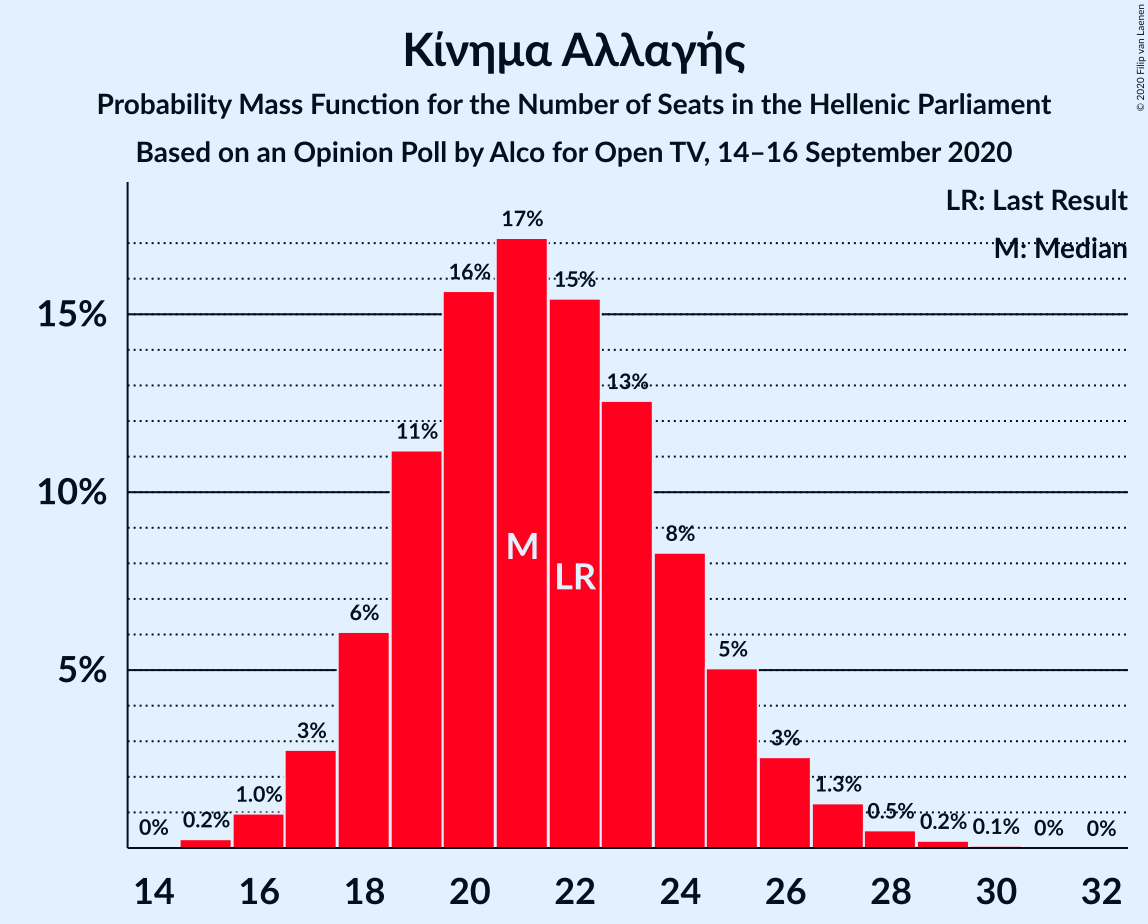 Κίνημα Αλλαγής
Probability Mass Function for the Number of Seats in the Hellenic Parliament
Based on an Opinion Poll by Alco for Open TV, 14–16 September 2020
© 2020 Filip van Laenen
LR: Last Result
M: Median
15%
10%
5%
0%
0.2%
1.0%
3%
6%
11%
16%
17%
15%
13%
8%
5%
3%
1.3%
0.5%
0.2%
0.1%
0%
0%
M
LR
14 16 18 20 22 24 26 28 30 32